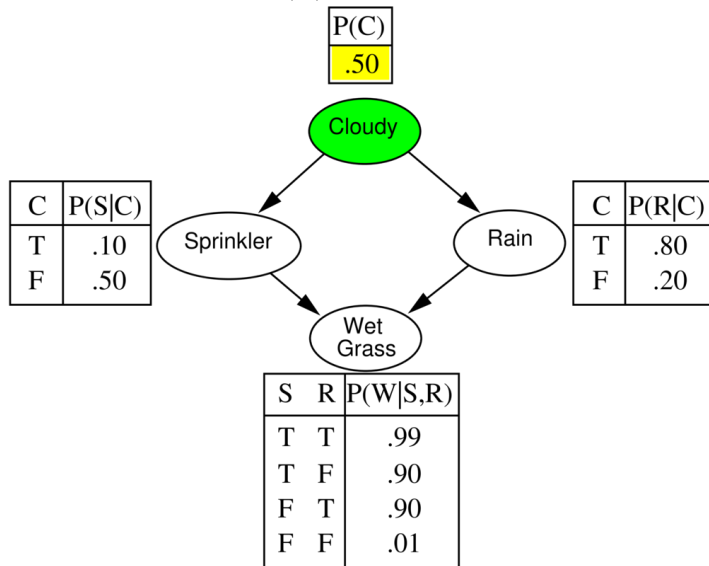 P(C)
.50
Cloudy
C P(S|C)
T .10
F .50
Sprinkler
Rain
C P(R|C)
T .80
F .20
Wet
Grass
S R P(W|S,R)
T T .99
T F .90
F T .90
F F .01